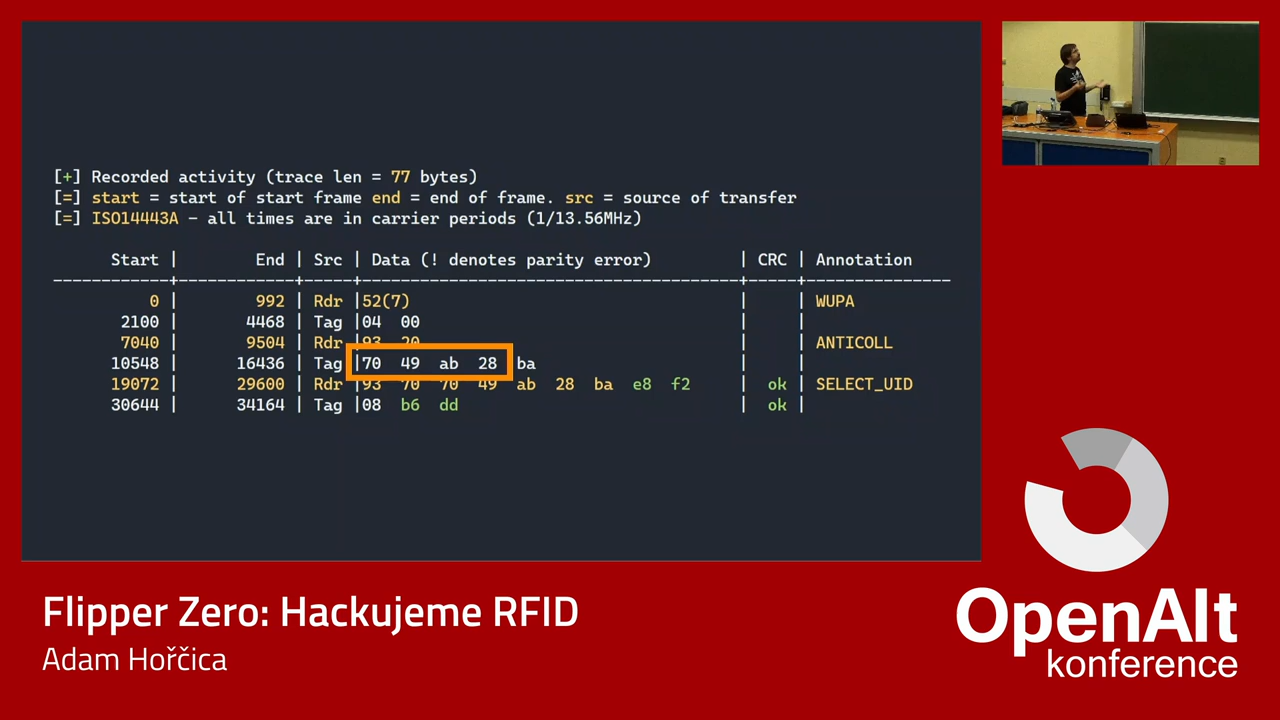 [+] Recorded activity (trace len = 77 bytes)
[=] start = start of start frame end = end of frame. src = source of transfer
[=] ISO14443A - all times are in carrier periods (1/13.56MHz)
Start | End | Src | Data (! denotes parity error) | CRC | Annotation
------------+------------+-----+-----------------------------------------+-----+---------------
0 | 992 | Rdr |52(7) | | WUPA
2100 | 4468 | Tag |04 00 | |
7040 | 9504 | Rdr |93 20 | | ANTICOLL
10548 | 16436 | Tag |70 49 ab 28 ba | |
19072 | 29600 | Rdr |93 70 70 49 ab 28 ba e8 f2 | ok | SELECT_UID
30644 | 34164 | Tag |08 b6 dd | ok |
Flipper Zero: Hackujeme RFID
Adam Hořčica
OpenAlt
konference